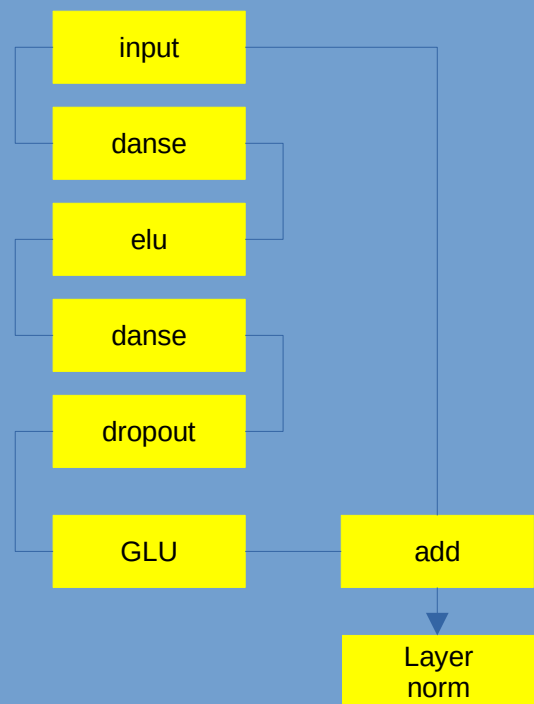 input
danse
elu
danse
dropout
GLU
add
Layer
norm